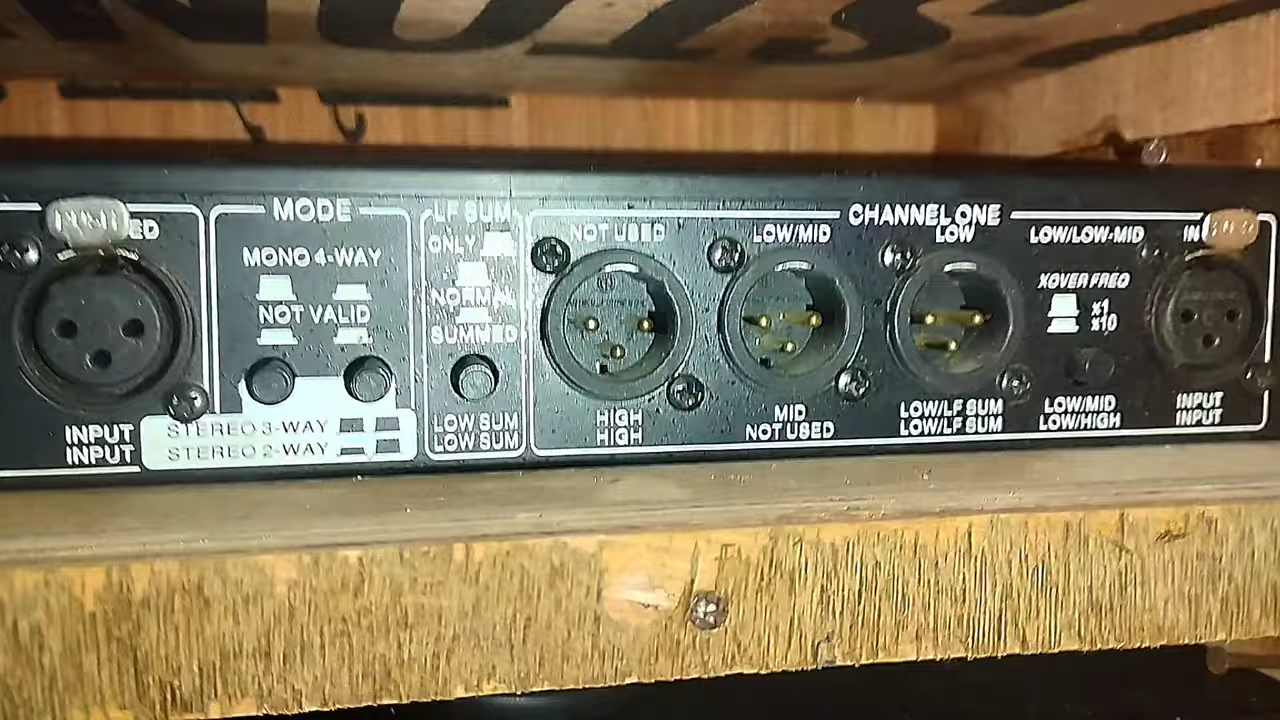 MODE
MONO 4-WAY
NOT VALID
STEREO 3-WAY
STEREO 2-WAY
INPUT
INPUT
LF SUM
ONLY
NORMAL
SUMMED
LOW SUM
LOW SUM
CHANNEL ONE
NOT USED
LOW/MID
LOW
LOW/LOW-MID
XOVER FREQ
x1
x10
HIGH
HIGH
MID
NOT USED
LOW/LF SUM
LOW/LF SUM
LOW/MID
LOW/HIGH
INPUT
INPUT